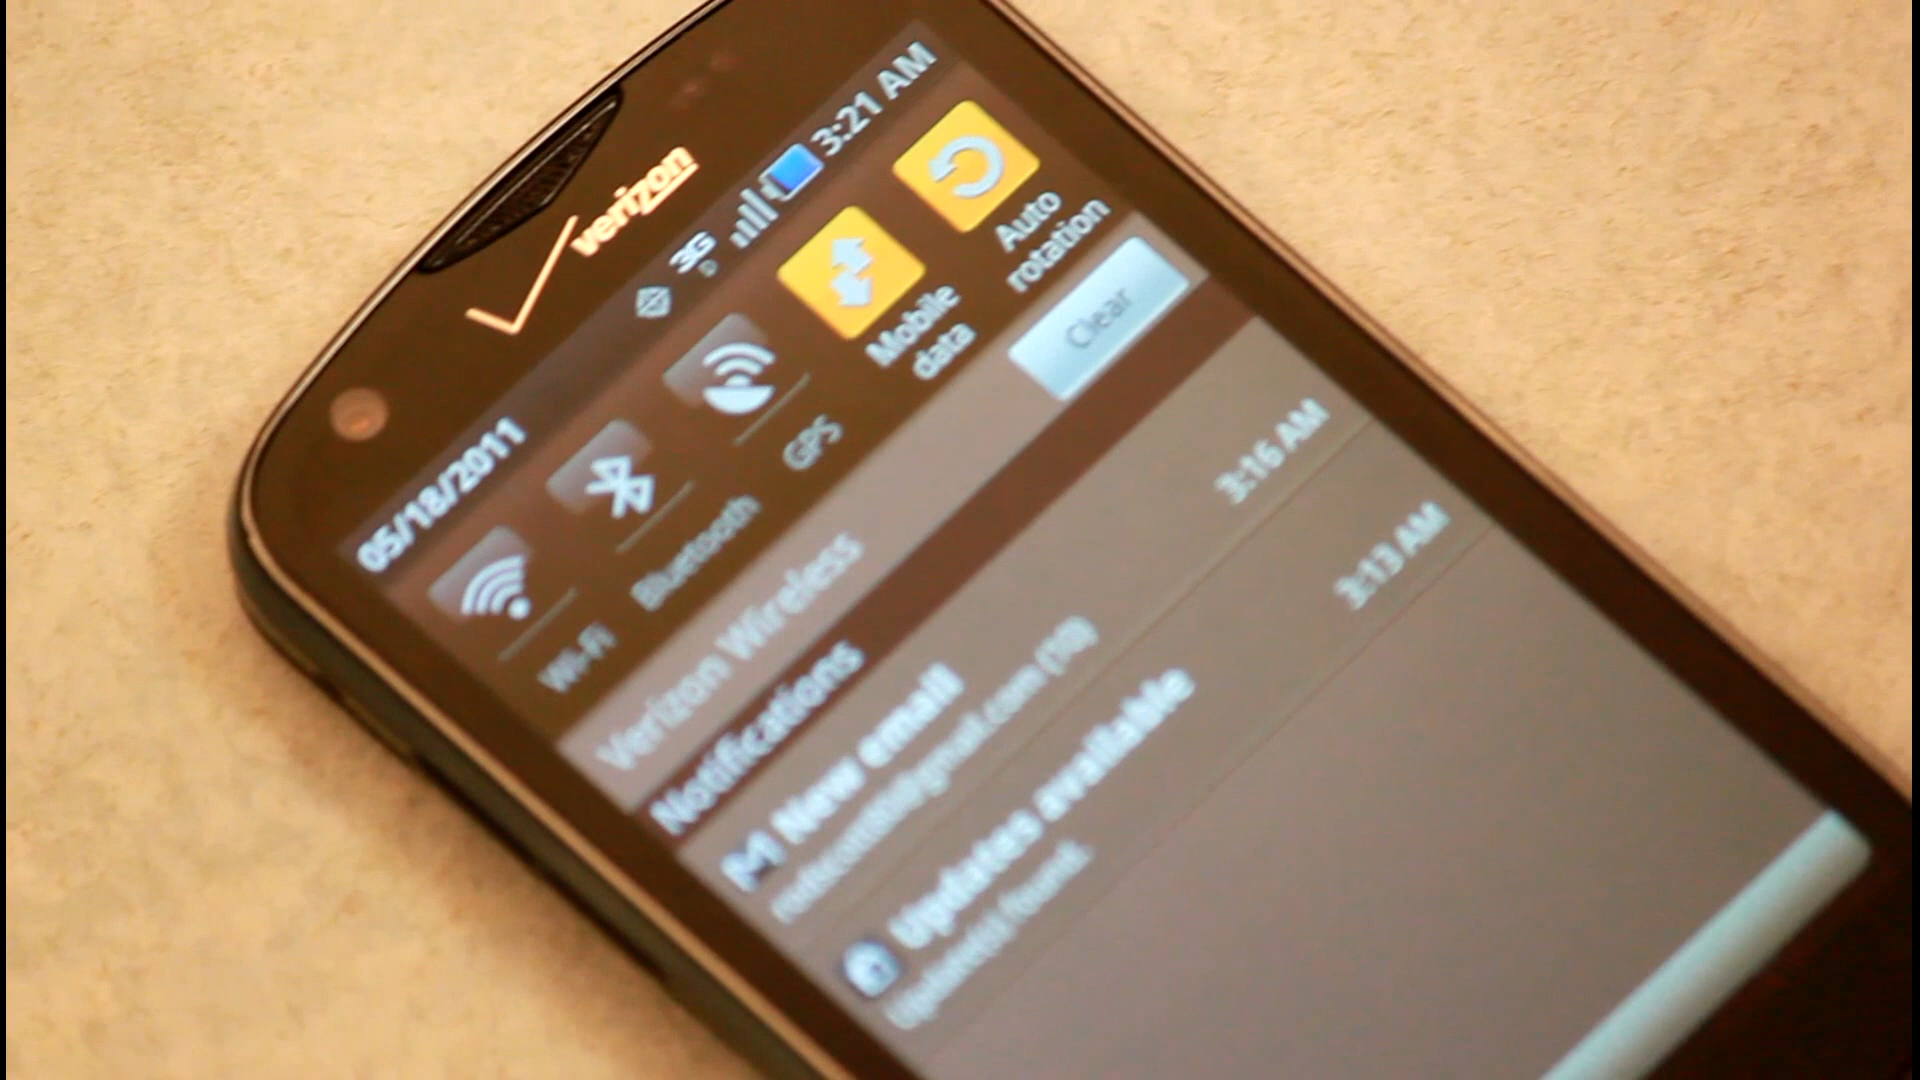 verizon
05/18/2011 3G D 3:21 AM
Wi-Fi
Bluetooth
GPS
Mobile
data
Auto
rotation
Verizon Wireless
Clear
Notifications
New email 3:16 AM
Updates available 3:13 AM
found.